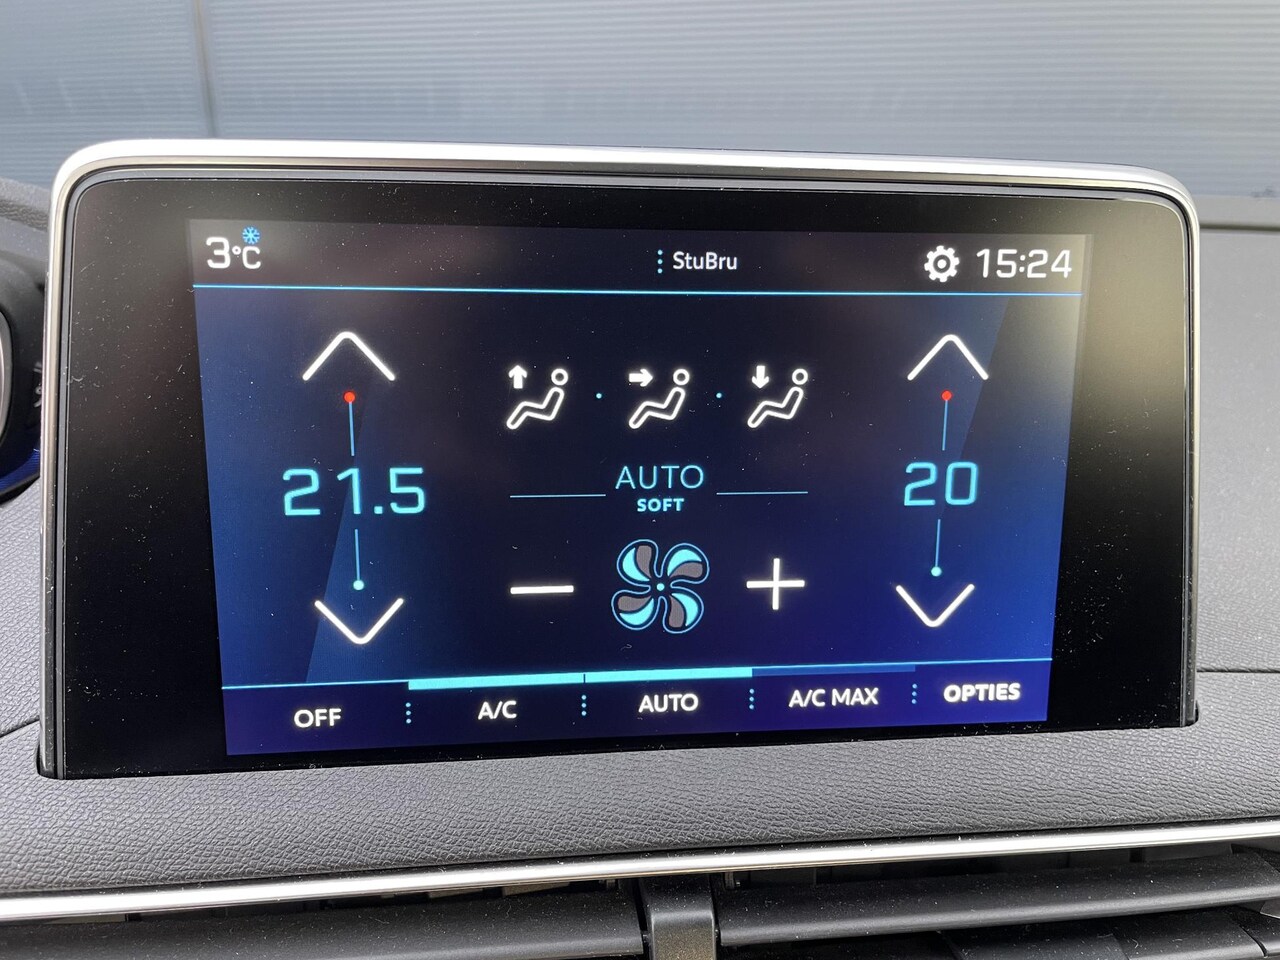 3°C
StuBru
15:24
21.5
AUTO
SOFT
20
OFF
A/C
AUTO
A/C MAX
OPTIES